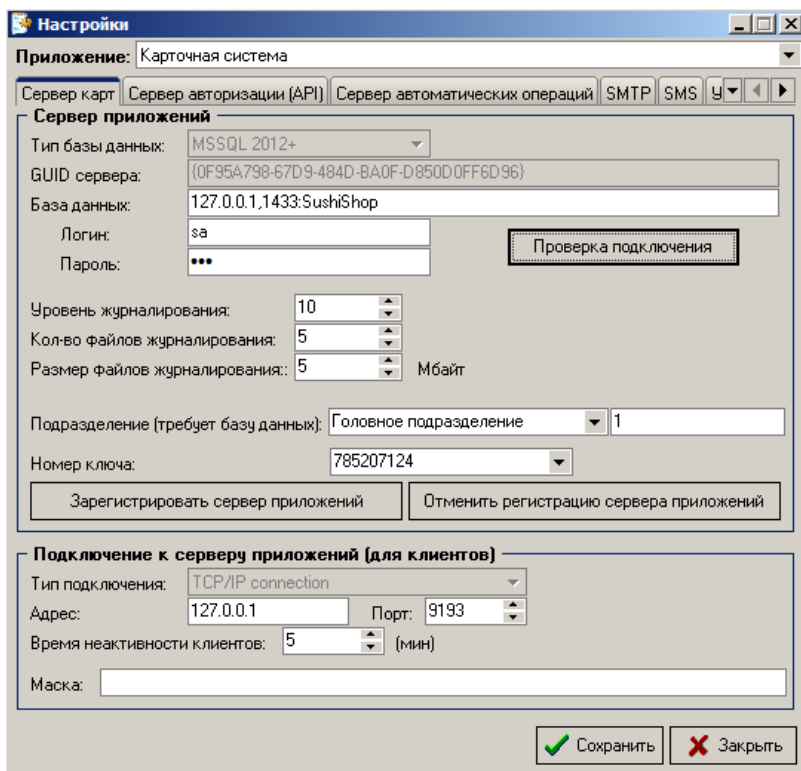 Настройки
Приложение: Карточная система
Сервер карт Сервер авторизации (API) Сервер автоматических операций SMTP SMS У
Сервер приложений
Тип базы данных: MSSQL 2012+
GUID сервера: {0F95A798-67D9-484D-BA0F-D850D0FF6D96}
База данных: 127.0.0.1,1433:SushiShop
Логин: sa
Проверка подключения
Пароль: •••
Уровень журналирования: 10
Кол-во файлов журналирования: 5
Размер файлов журналирования:: 5 Мбайт
Подразделение (требует базу данных): Головное подразделение 1
Номер ключа: 785207124
Зарегистрировать сервер приложений Отменить регистрацию сервера приложений
Подключение к серверу приложений (для клиентов)
Тип подключения: TCP/IP connection
Адрес: 127.0.0.1 Порт: 9193
Время неактивности клиентов: 5 (мин)
Маска:
Сохранить Закрыть